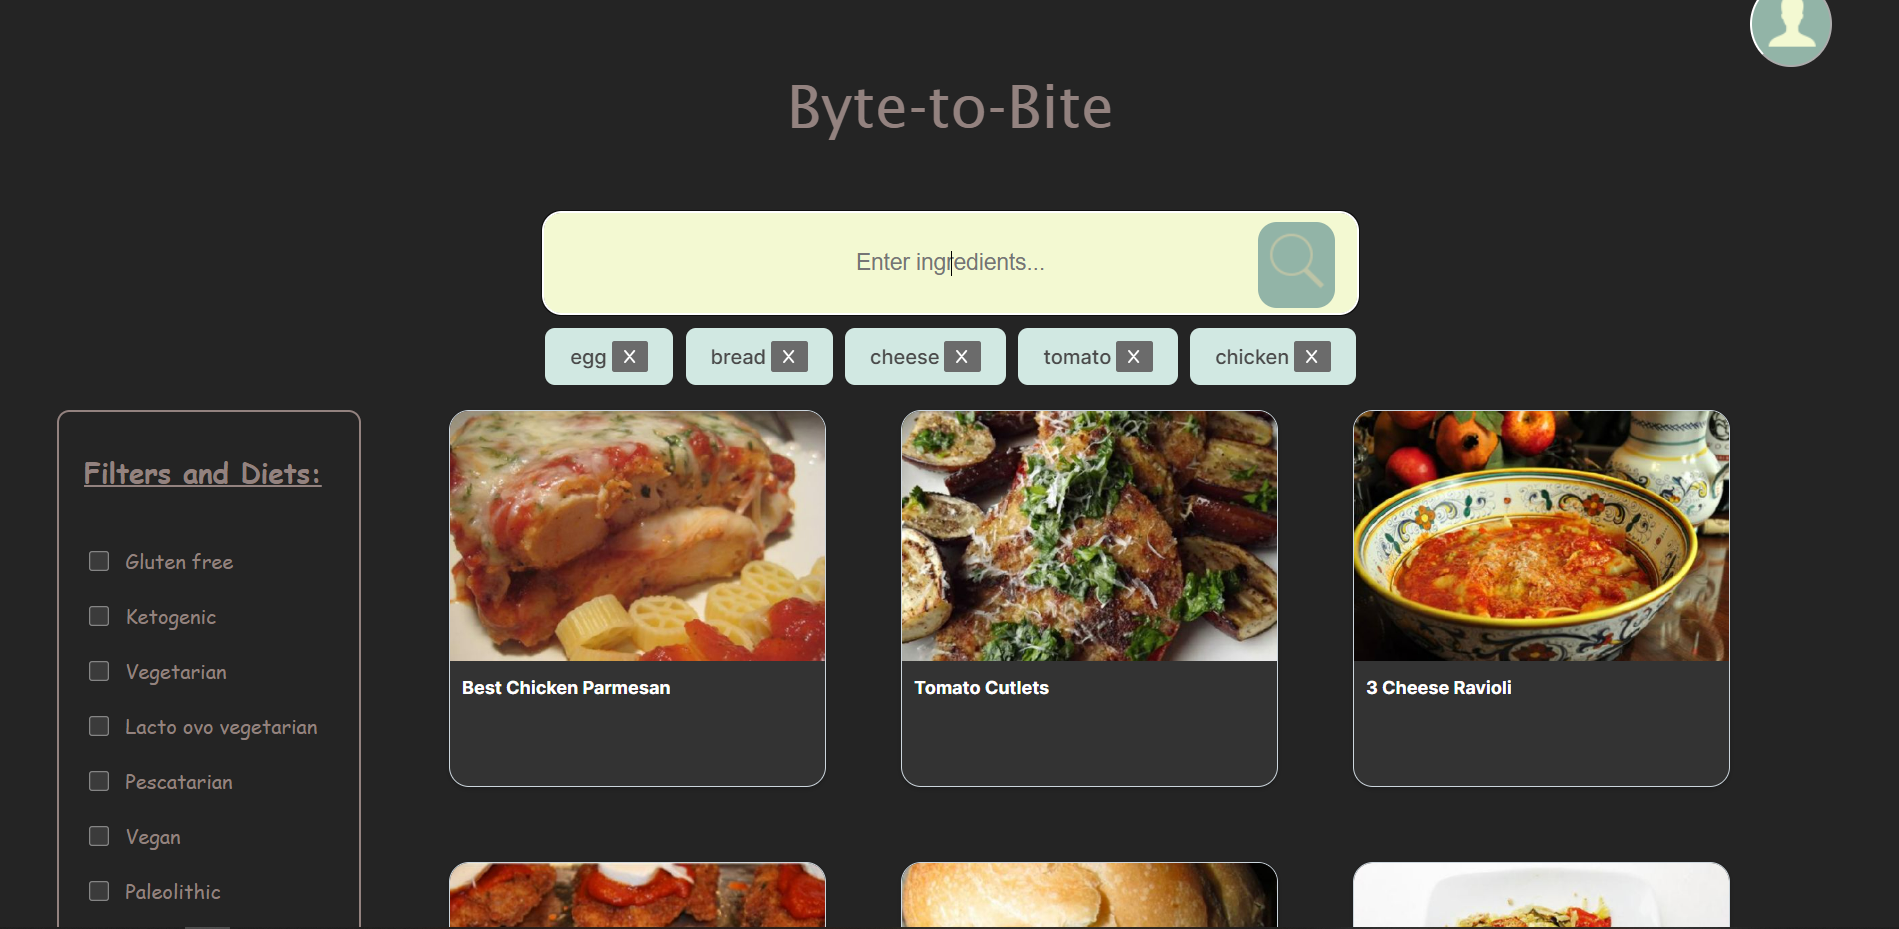 Byte-to-Bite
Enter ingredients...
egg X bread X cheese X tomato X chicken X
Filters and Diets:
Gluten free
Ketogenic
Vegetarian
Lacto ovo vegetarian
Pescatarian
Vegan
Paleolithic
Best Chicken Parmesan
Tomato Cutlets
3 Cheese Ravioli